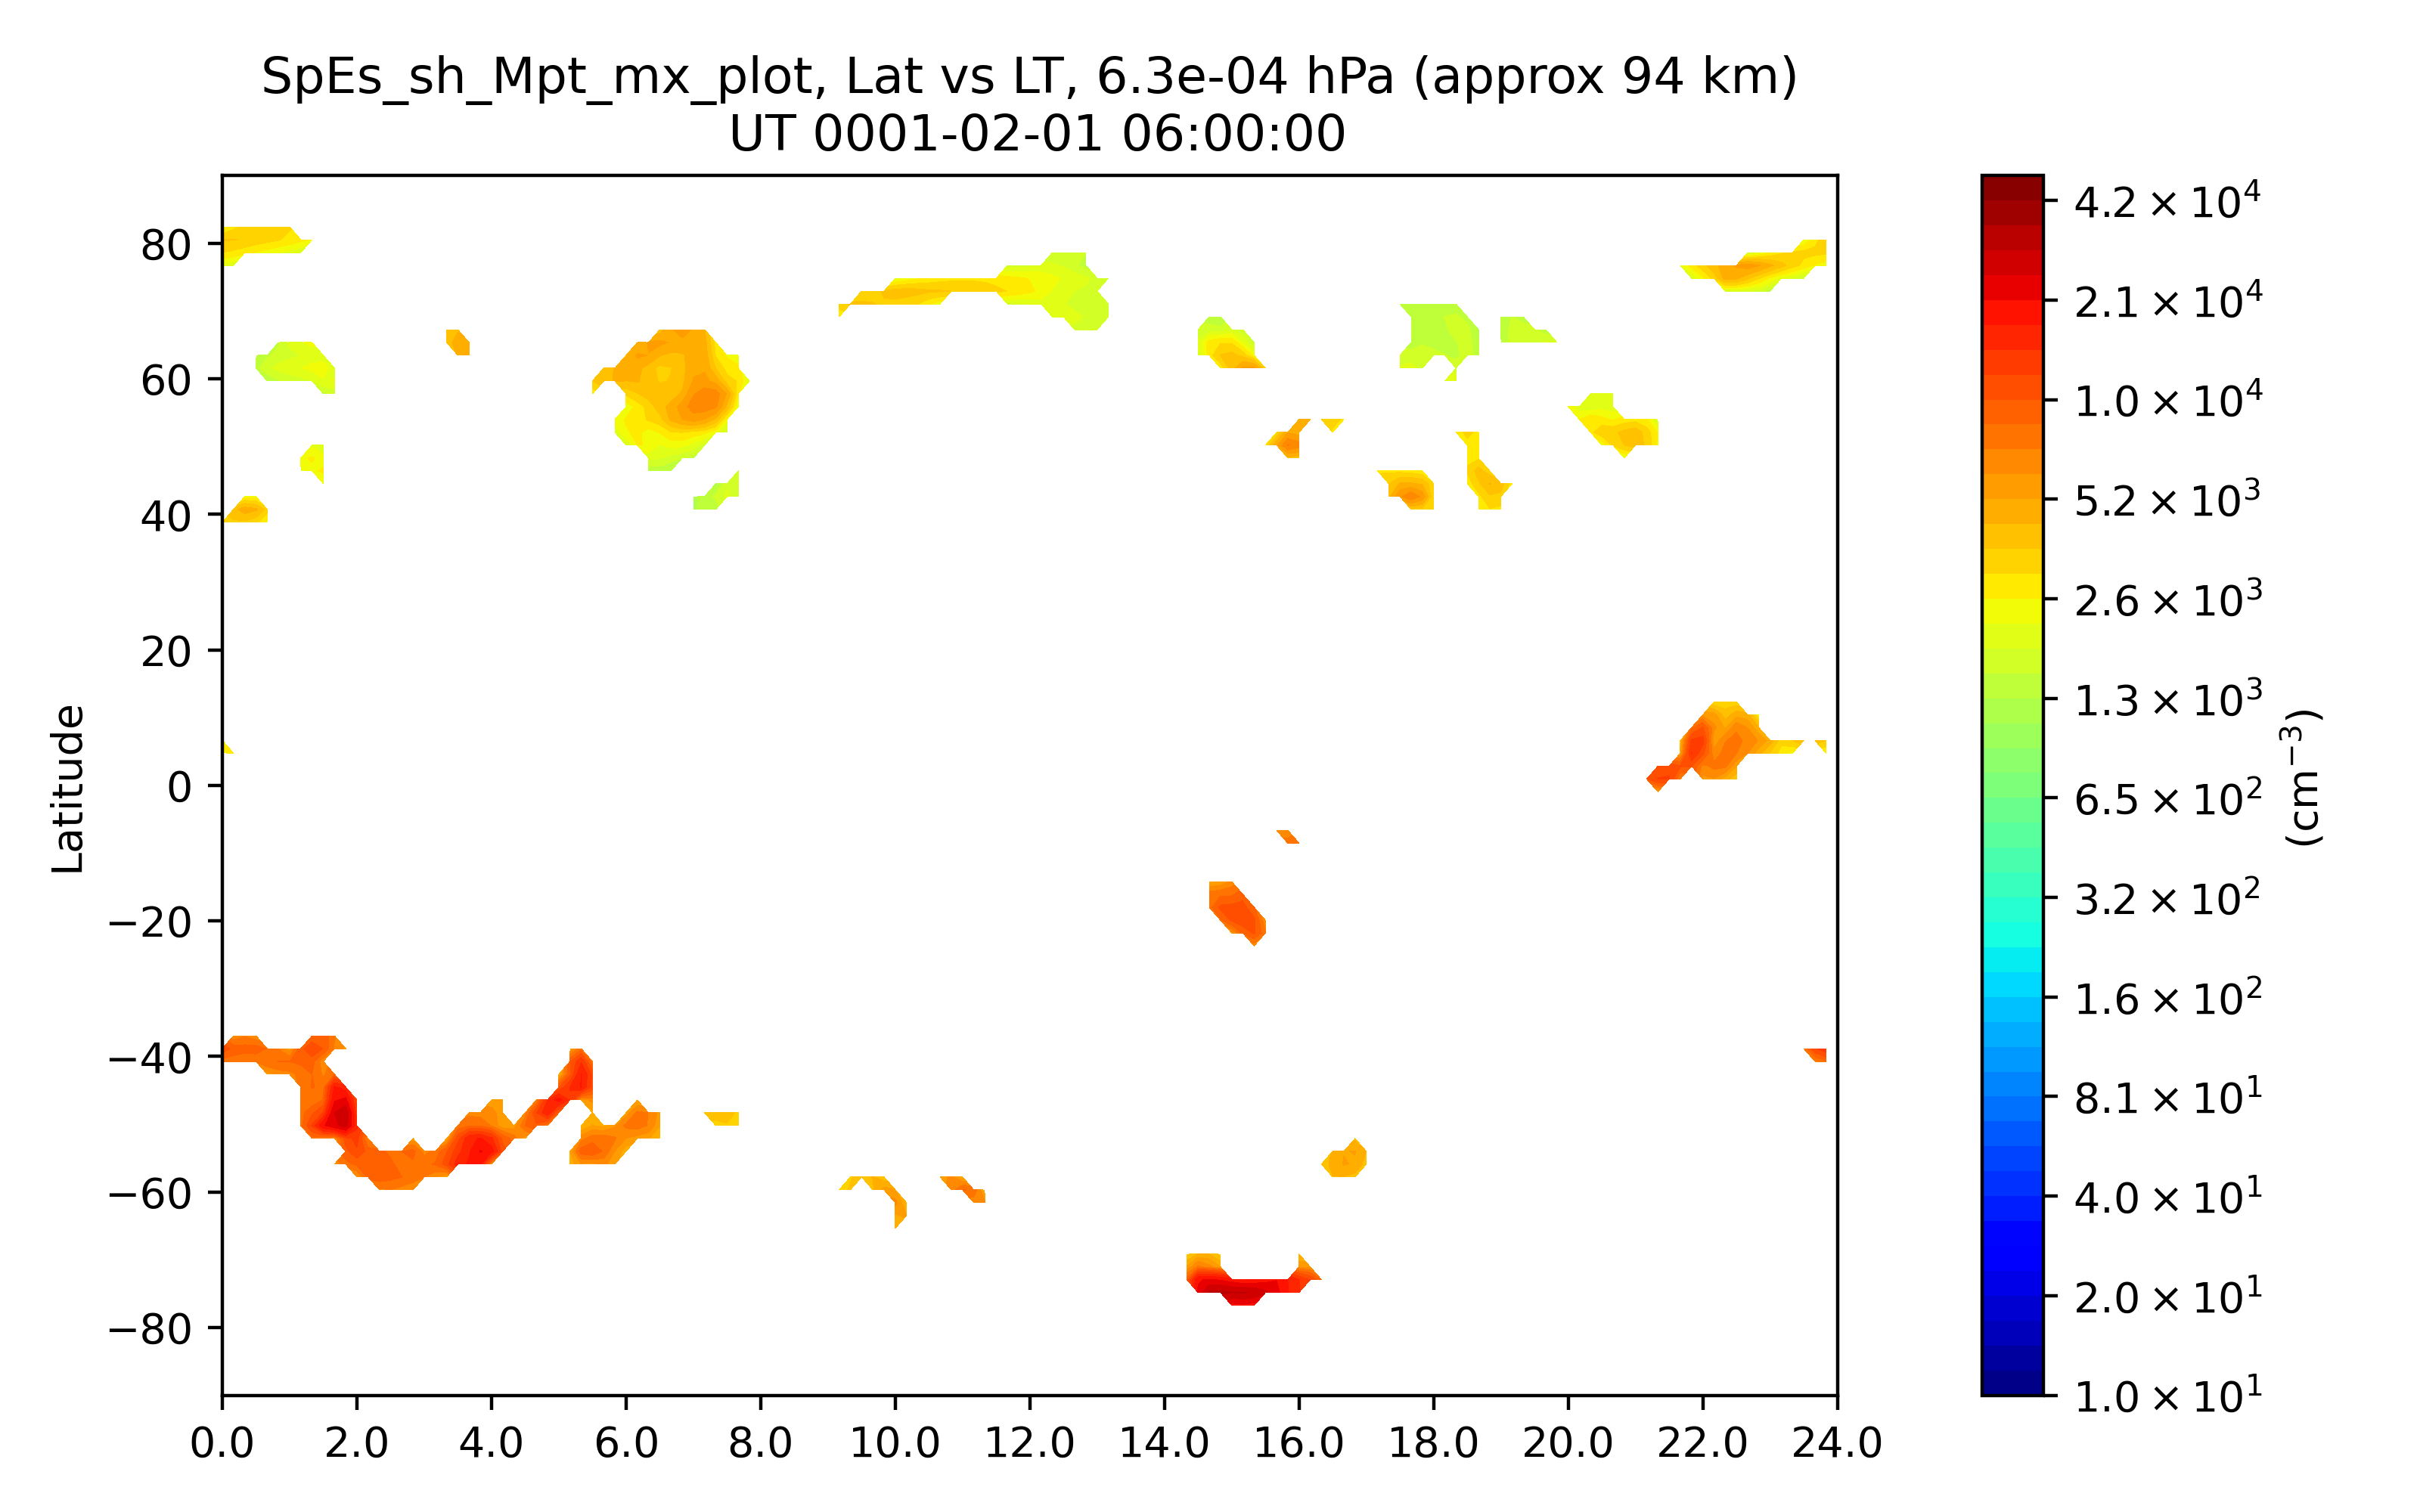 SpEs_sh_Mpt_mx_plot, Lat vs LT, 6.3e-04 hPa (approx 94 km)
UT 0001-02-01 06:00:00
Latitude
80
60
40
20
0
−20
−40
−60
−80
0.0 2.0 4.0 6.0 8.0 10.0 12.0 14.0 16.0 18.0 20.0 22.0 24.0
4.2 × 10⁴
2.1 × 10⁴
1.0 × 10⁴
5.2 × 10³
2.6 × 10³
1.3 × 10³
6.5 × 10²
3.2 × 10²
1.6 × 10²
8.1 × 10¹
4.0 × 10¹
2.0 × 10¹
1.0 × 10¹
(cm⁻³)